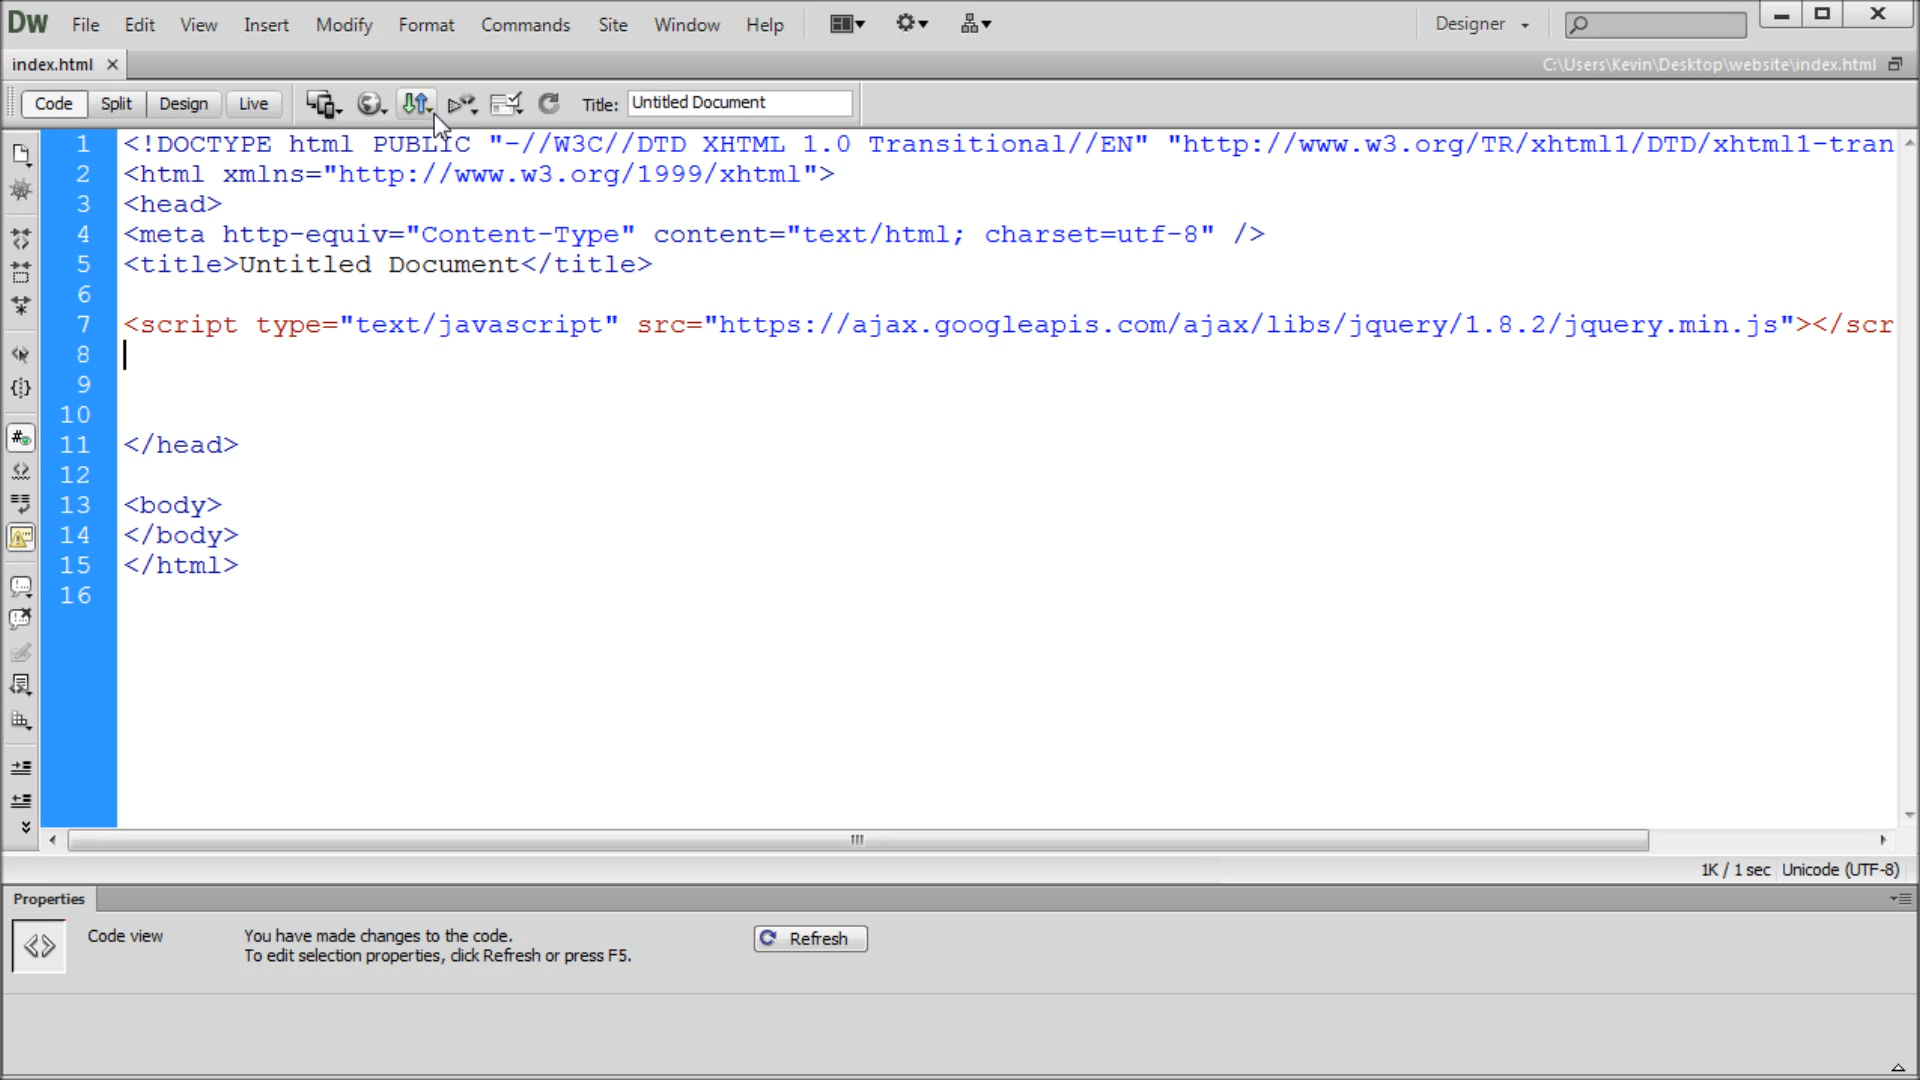 DW File Edit View Insert Modify Format Commands Site Window Help Designer
index.html C:\Users\Kevin\Desktop\website\index.html
Code Split Design Live Title: Untitled Document
1 <!DOCTYPE html PUBLIC "-//W3C//DTD XHTML 1.0 Transitional//EN" "http://www.w3.org/TR/xhtml1/DTD/xhtml1-tran
2 <html xmlns="http://www.w3.org/1999/xhtml">
3 <head>
4 <meta http-equiv="Content-Type" content="text/html; charset=utf-8" />
5 <title>Untitled Document</title>
6
7 <script type="text/javascript" src="https://ajax.googleapis.com/ajax/libs/jquery/1.8.2/jquery.min.js"></scr
8
9
10
11 </head>
12
13 <body>
14 </body>
15 </html>
16
1K / 1 sec Unicode (UTF-8)
Properties
Code view You have made changes to the code. Refresh
To edit selection properties, click Refresh or press F5.